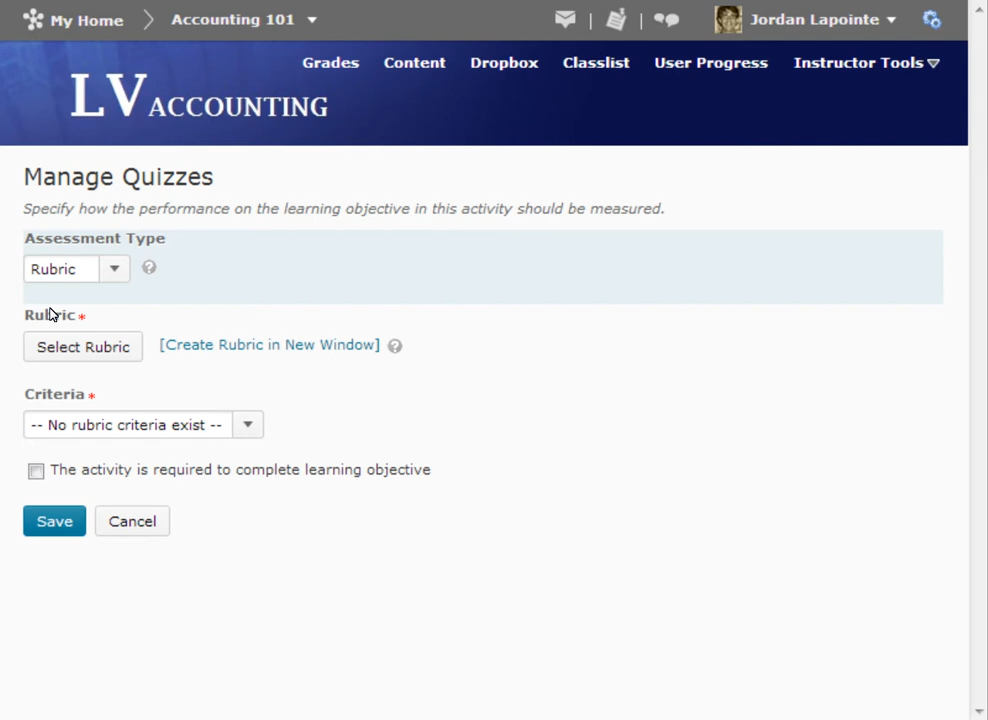 My Home Accounting 101 Jordan Lapointe
Grades Content Dropbox Classlist User Progress Instructor Tools
LV ACCOUNTING
Manage Quizzes
Specify how the performance on the learning objective in this activity should be measured.
Assessment Type
Rubric ?
Rubric *
Select Rubric [Create Rubric in New Window] ?
Criteria *
-- No rubric criteria exist --
The activity is required to complete learning objective
Save Cancel